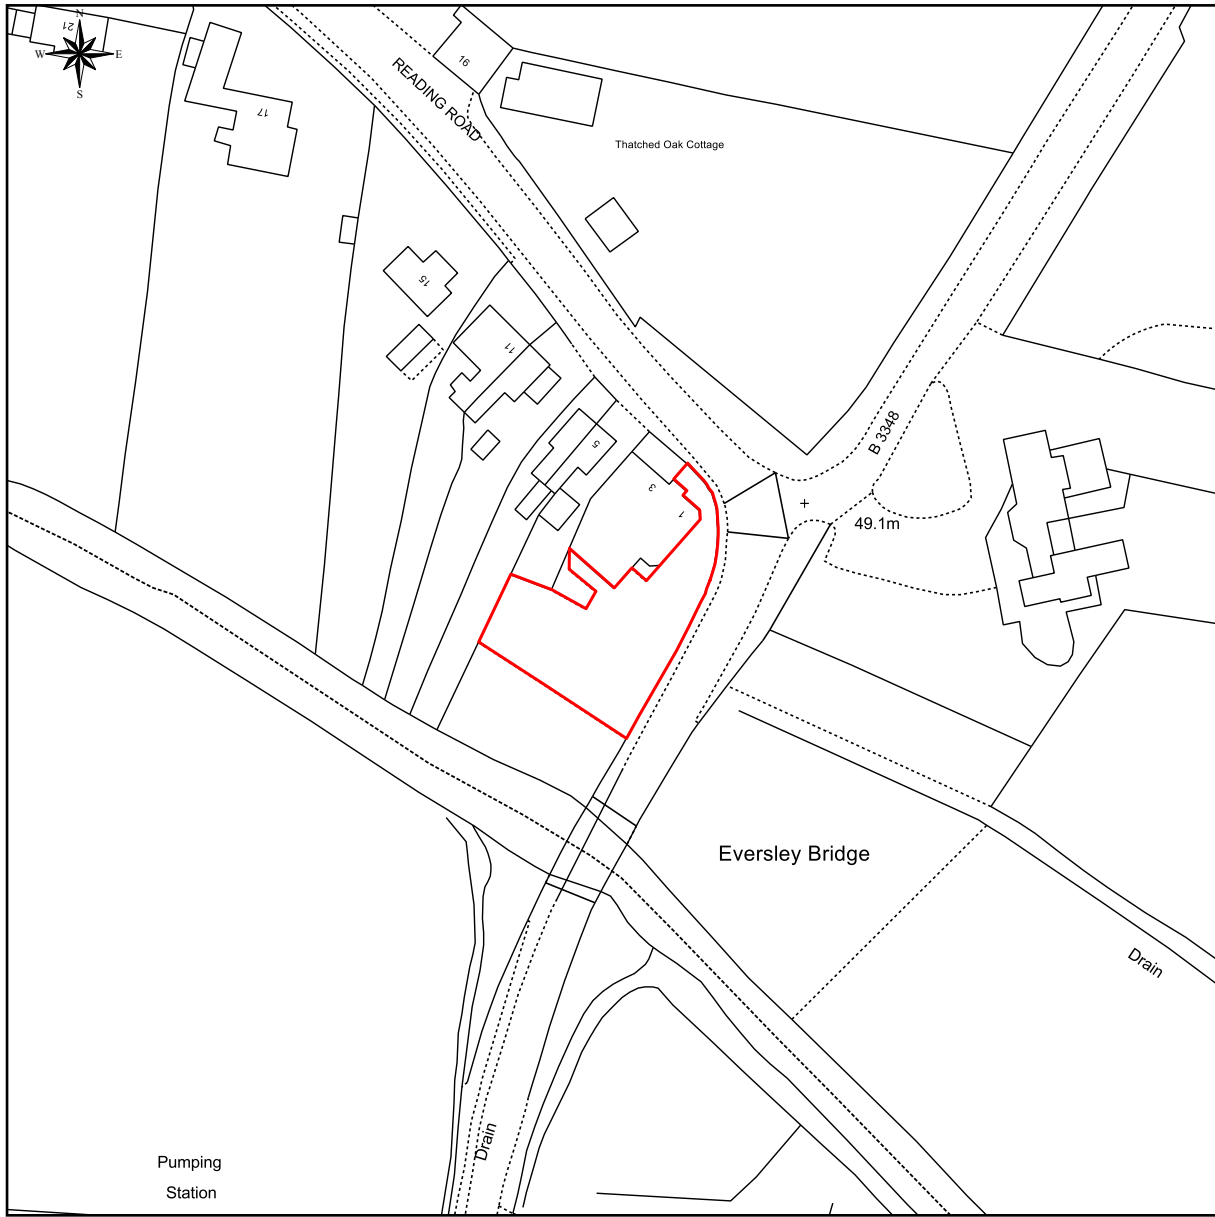 21
N
W E
S
17
READING ROAD
16
Thatched Oak Cottage
15
11
5
3
1
B 3348
49.1m
Eversley Bridge
Drain
Drain
Pumping
Station